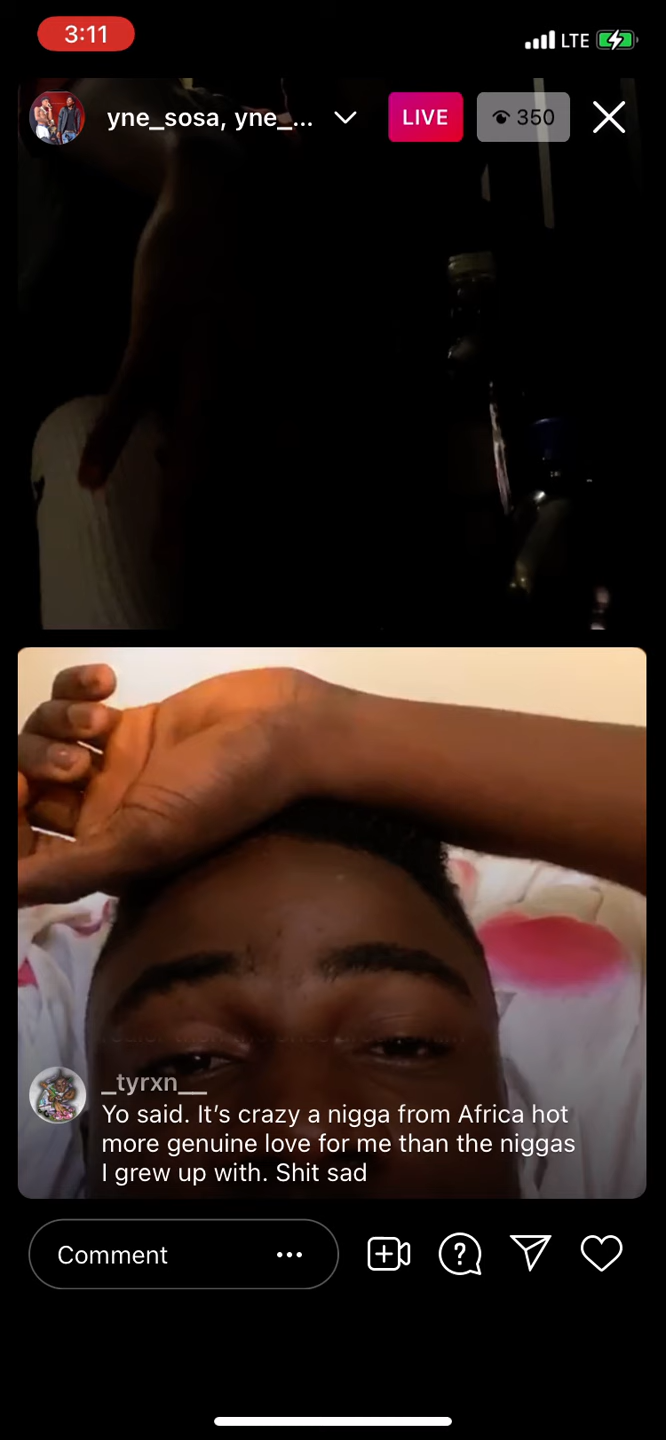 3:11
LTE
yne_sosa, yne_...
LIVE
350
_tyrxn__
Yo said. It’s crazy a nigga from Africa hot
more genuine love for me than the niggas
I grew up with. Shit sad
Comment